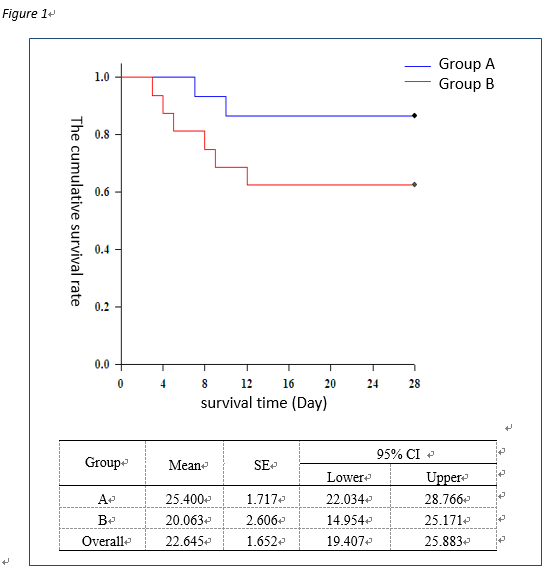 Figure 1
Group A
Group B
The cumulative survival rate
1.0
0.8
0.6
0.4
0.2
0.0
0 4 8 12 16 20 24 28
survival time (Day)
Group Mean SE 95% CI
Lower Upper
A 25.400 1.717 22.034 28.766
B 20.063 2.606 14.954 25.171
Overall 22.645 1.652 19.407 25.883